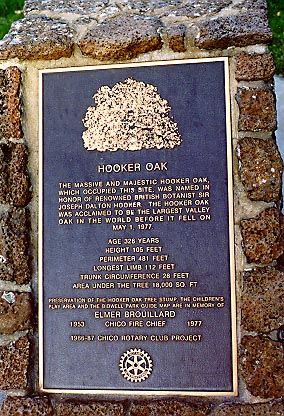 HOOKER OAK
THE MASSIVE AND MAJESTIC HOOKER OAK,
WHICH OCCUPIED THIS SITE, WAS NAMED IN
HONOR OF RENOWNED BRITISH BOTANIST SIR
JOSEPH DALTON HOOKER. THE HOOKER OAK
WAS ACCLAIMED TO BE THE LARGEST VALLEY
OAK IN THE WORLD BEFORE IT FELL ON
MAY 1, 1977.
AGE 326 YEARS
HEIGHT 105 FEET
PERIMETER 481 FEET
LONGEST LIMB 112 FEET
TRUNK CIRCUMFERENCE 28 FEET
AREA UNDER THE TREE 18,000 SQ. FT
PRESERVATION OF THE HOOKER OAK TREE STUMP, THE CHILDREN'S
PLAY AREA AND THE BIDWELL PARK GUIDE MAP ARE IN MEMORY OF
ELMER BROUILLARD
1953 CHICO FIRE CHIEF 1977
1986-87 CHICO ROTARY CLUB PROJECT